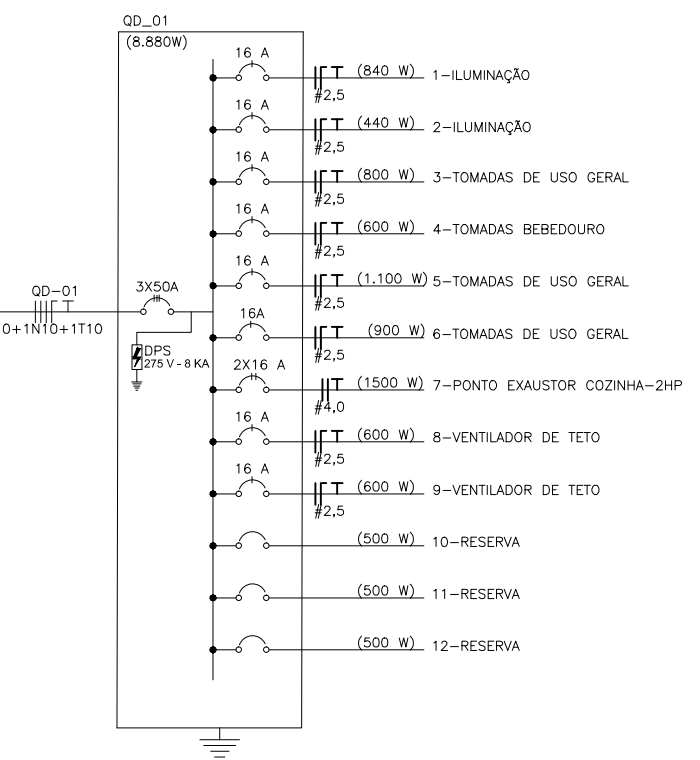 QD_01
(8.880W)
16 A
(840 W) 1-ILUMINAÇÃO
#2,5
16 A
(440 W) 2-ILUMINAÇÃO
#2,5
16 A
(800 W) 3-TOMADAS DE USO GERAL
#2,5
16 A
(600 W) 4-TOMADAS BEBEDOURO
#2,5
16 A
(1.100 W) 5-TOMADAS DE USO GERAL
#2,5
QD-01
3X50A
0+1N10+1T10
16A
(900 W) 6-TOMADAS DE USO GERAL
#2,5
DPS
275 V - 8 KA
2X16 A
(1500 W) 7-PONTO EXAUSTOR COZINHA-2HP
#4,0
16 A
(600 W) 8-VENTILADOR DE TETO
#2,5
16 A
(600 W) 9-VENTILADOR DE TETO
#2,5
(500 W) 10-RESERVA
(500 W) 11-RESERVA
(500 W) 12-RESERVA